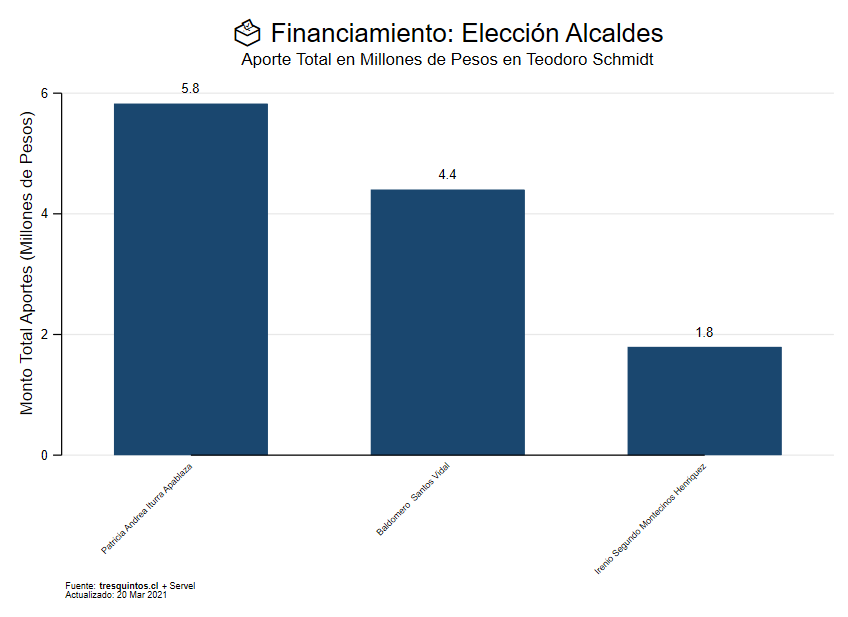 Financiamiento: Elección Alcaldes
Aporte Total en Millones de Pesos en Teodoro Schmidt
Monto Total Aportes (Millones de Pesos)
6
4
2
0
5.8
4.4
1.8
Patricia Andrea Iturra Apablaza
Baldomero Santos Vidal
Irenio Segundo Montecinos Henriquez
Fuente: tresquintos.cl + Servel
Actualizado: 20 Mar 2021